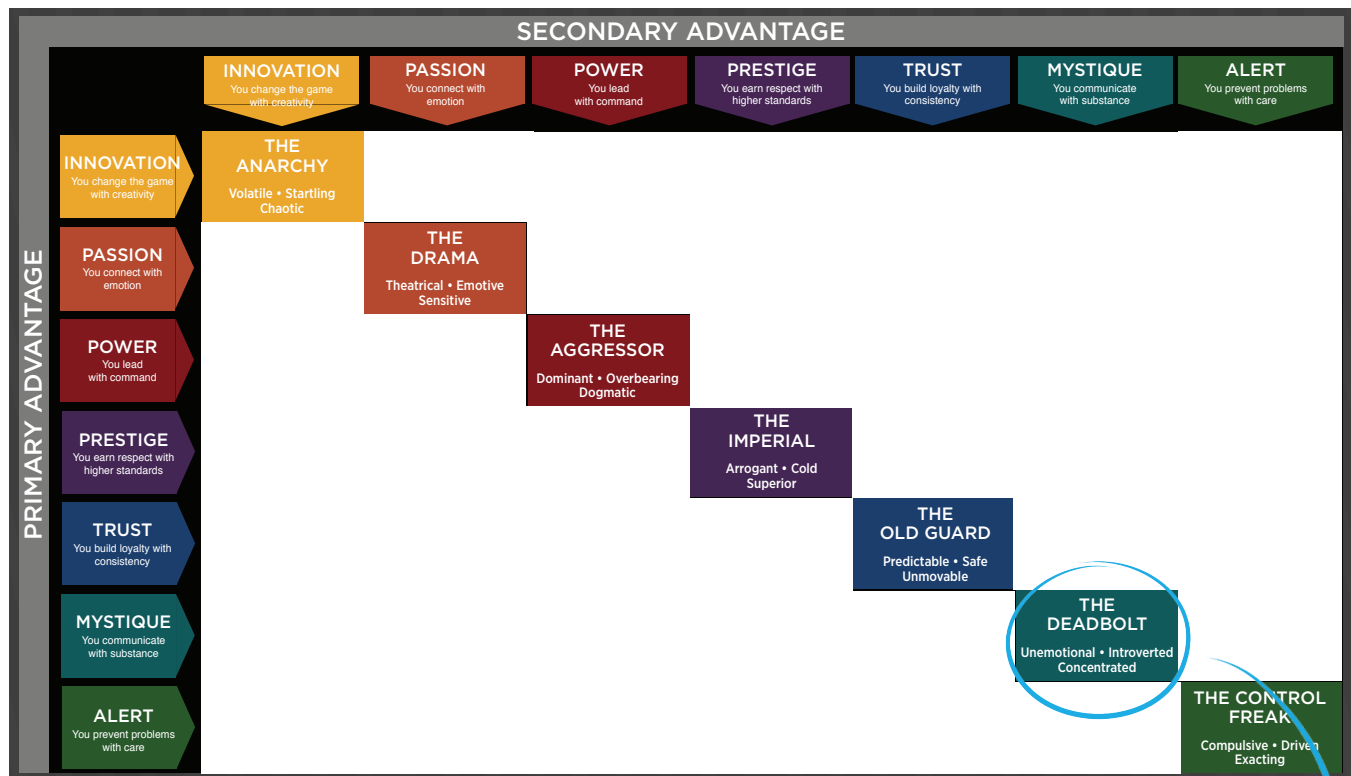 SECONDARY ADVANTAGE
INNOVATION
You change the game
with creativity
PASSION
You connect with
emotion
POWER
You lead
with command
PRESTIGE
You earn respect with
higher standards
TRUST
You build loyalty with
consistency
MYSTIQUE
You communicate
with substance
ALERT
You prevent problems
with care
PRIMARY ADVANTAGE
INNOVATION
You change the game
with creativity
THE
ANARCHY
Volatile • Startling
Chaotic
PASSION
You connect with
emotion
THE
DRAMA
Theatrical • Emotive
Sensitive
POWER
You lead
with command
THE
AGGRESSOR
Dominant • Overbearing
Dogmatic
PRESTIGE
You earn respect with
higher standards
THE
IMPERIAL
Arrogant • Cold
Superior
TRUST
You build loyalty with
consistency
THE
OLD GUARD
Predictable • Safe
Unmovable
MYSTIQUE
You communicate
with substance
THE
DEADBOLT
Unemotional • Introverted
Concentrated
ALERT
You prevent problems
with care
THE CONTROL
FREAK
Compulsive • Driven
Exacting